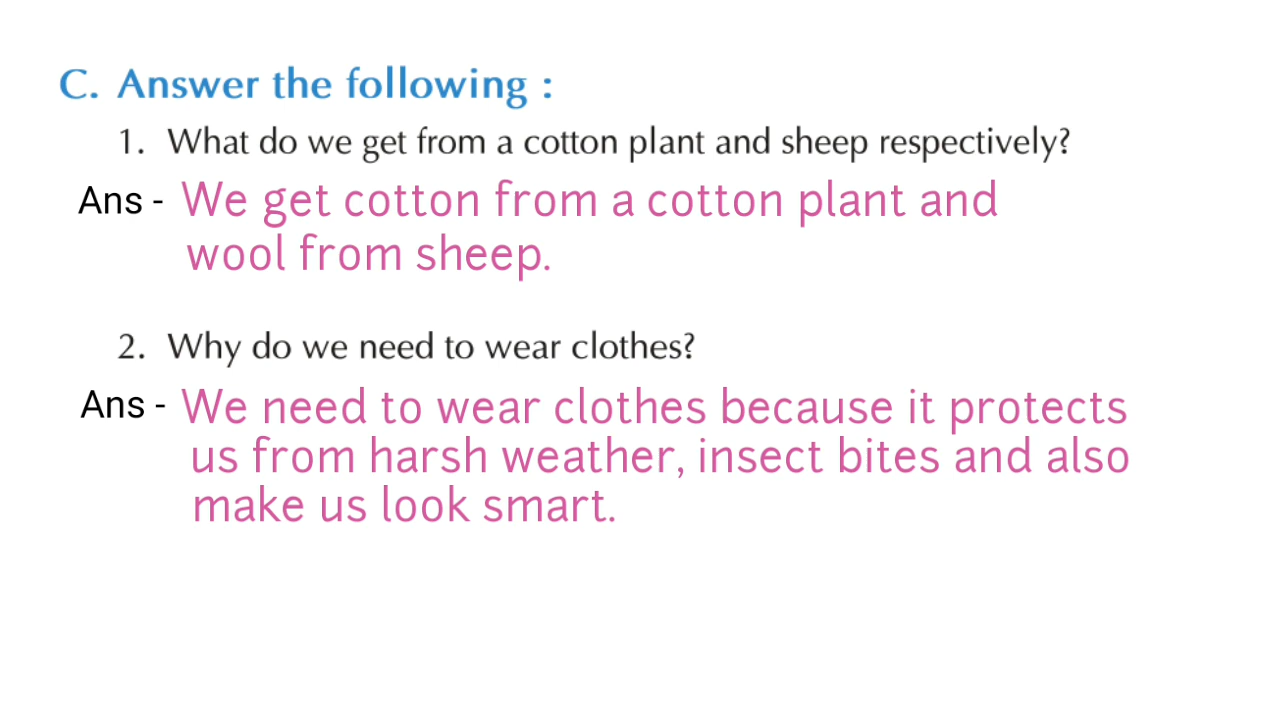 C. Answer the following :
1. What do we get from a cotton plant and sheep respectively?
Ans - We get cotton from a cotton plant and
wool from sheep.
2. Why do we need to wear clothes?
Ans - We need to wear clothes because it protects
us from harsh weather, insect bites and also
make us look smart.